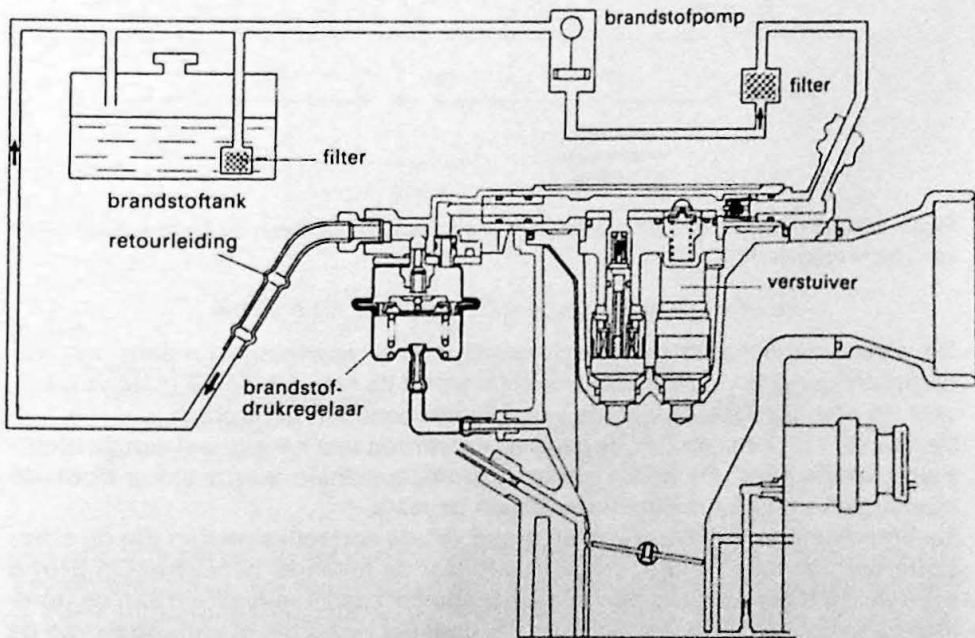 brandstofpomp
filter
filter
brandstoftank
retourleiding
verstuiver
brandstof-
drukregelaar